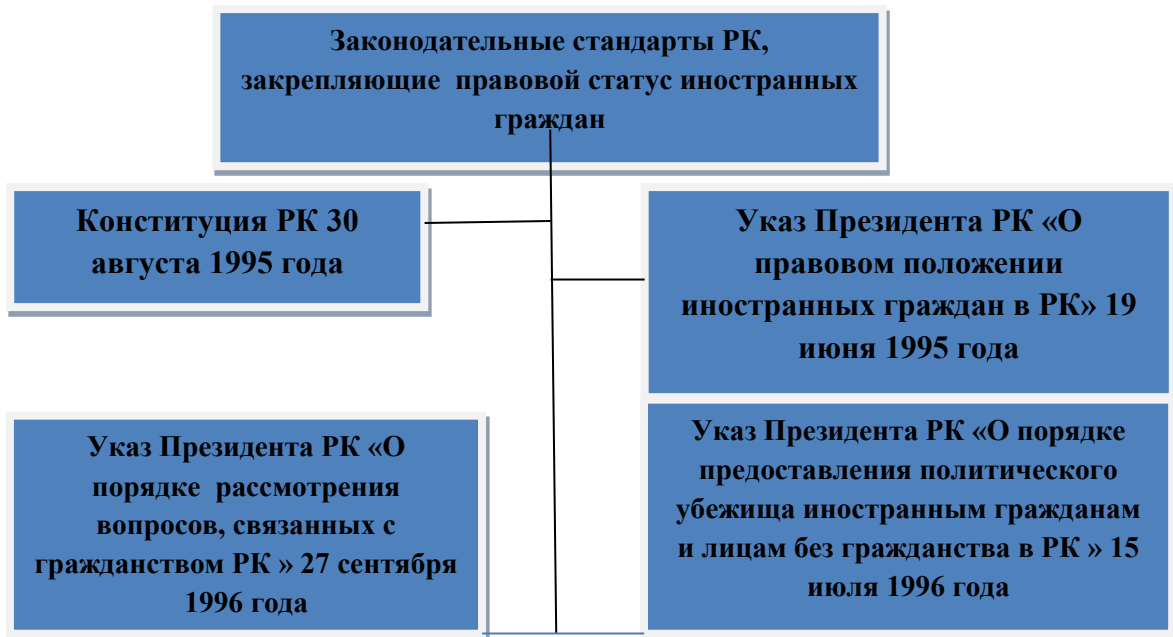 Законодательные стандарты РК,
закрепляющие правовой статус иностранных
граждан
Конституция РК 30
августа 1995 года
Указ Президента РК «О
правовом положении
иностранных граждан в РК» 19
июня 1995 года
Указ Президента РК «О
порядке рассмотрения
вопросов, связанных с
гражданством РК » 27 сентября
1996 года
Указ Президента РК «О порядке
предоставления политического
убежища иностранным гражданам
и лицам без гражданства в РК » 15
июля 1996 года